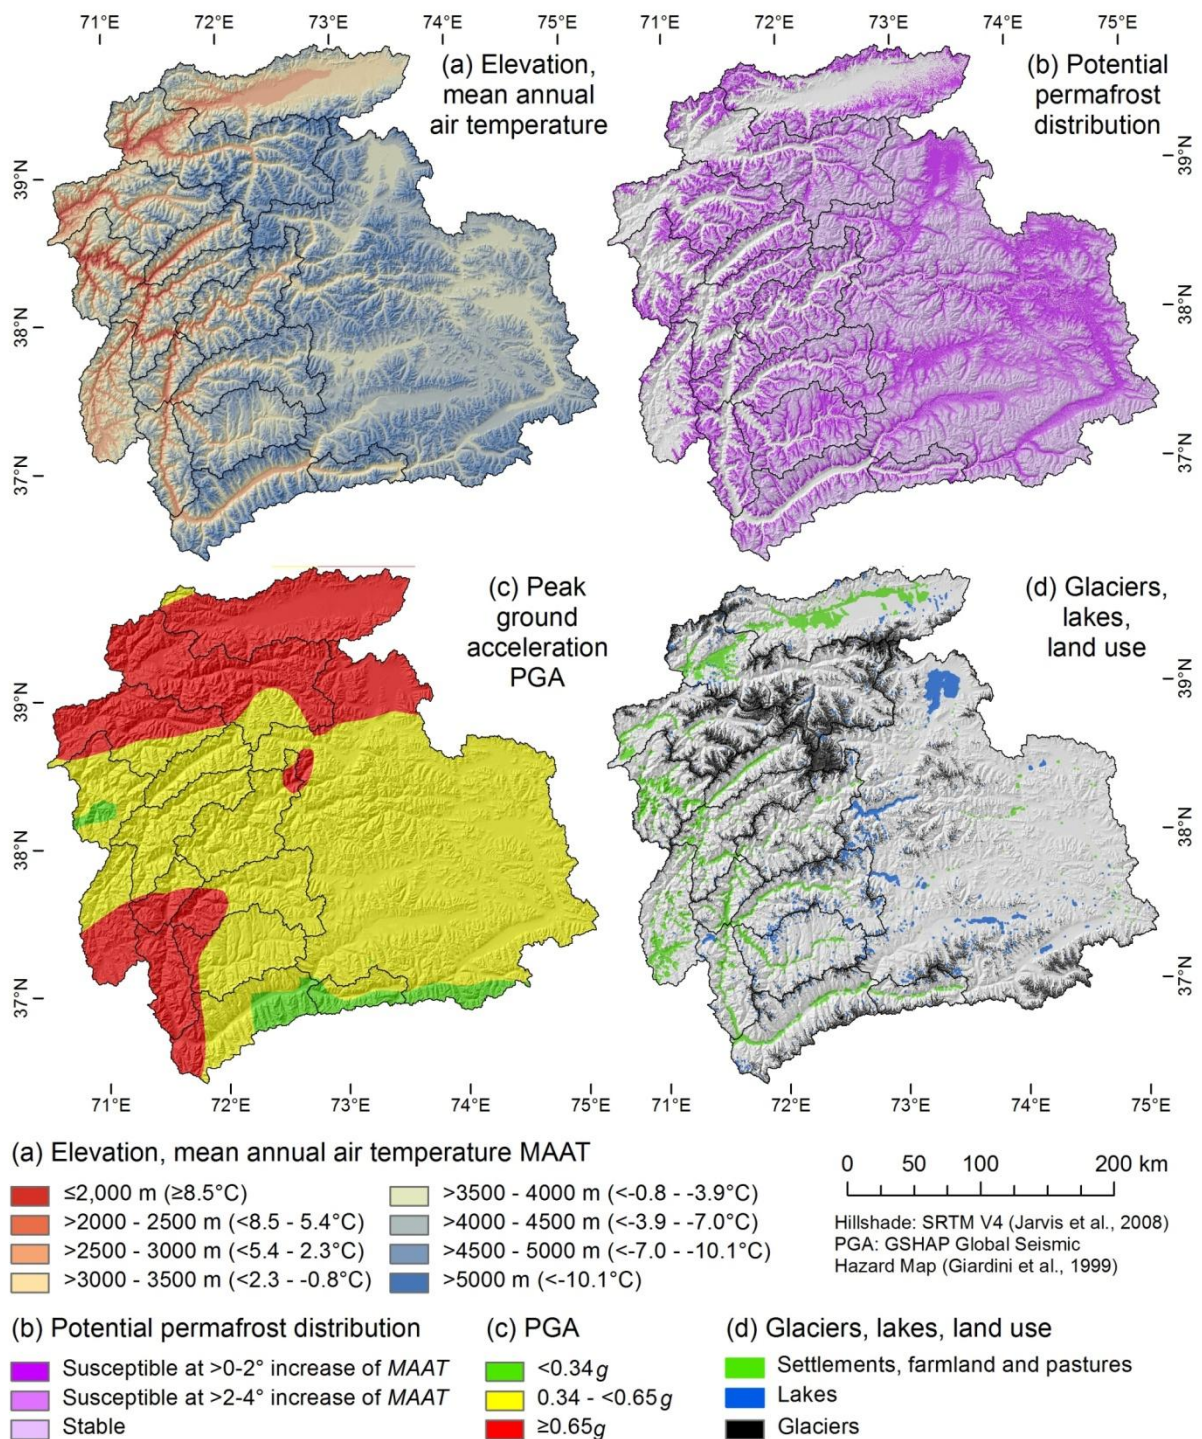 71°E 72°E 73°E 74°E 75°E 71°E 72°E 73°E 74°E 75°E
(a) Elevation,
mean annual
air temperature
(b) Potential
permafrost
distribution
39°N
38°N
37°N
39°N
38°N
37°N
(c) Peak
ground
acceleration
PGA
(d) Glaciers,
lakes,
land use
39°N
38°N
37°N
39°N
38°N
37°N
71°E 72°E 73°E 74°E 75°E 71°E 72°E 73°E 74°E 75°E
(a) Elevation, mean annual air temperature MAAT
≤2,000 m (≥8.5°C)
>2000 - 2500 m (<8.5 - 5.4°C)
>2500 - 3000 m (<5.4 - 2.3°C)
>3000 - 3500 m (<2.3 - -0.8°C)
>3500 - 4000 m (<-0.8 - -3.9°C)
>4000 - 4500 m (<-3.9 - -7.0°C)
>4500 - 5000 m (<-7.0 - -10.1°C)
>5000 m (<-10.1°C)
0 50 100 200 km
Hillshade: SRTM V4 (Jarvis et al., 2008)
PGA: GSHAP Global Seismic
Hazard Map (Giardini et al., 1999)
(b) Potential permafrost distribution
Susceptible at >0-2° increase of MAAT
Susceptible at >2-4° increase of MAAT
Stable
(c) PGA
<0.34g
0.34 - <0.65g
≥0.65g
(d) Glaciers, lakes, land use
Settlements, farmland and pastures
Lakes
Glaciers